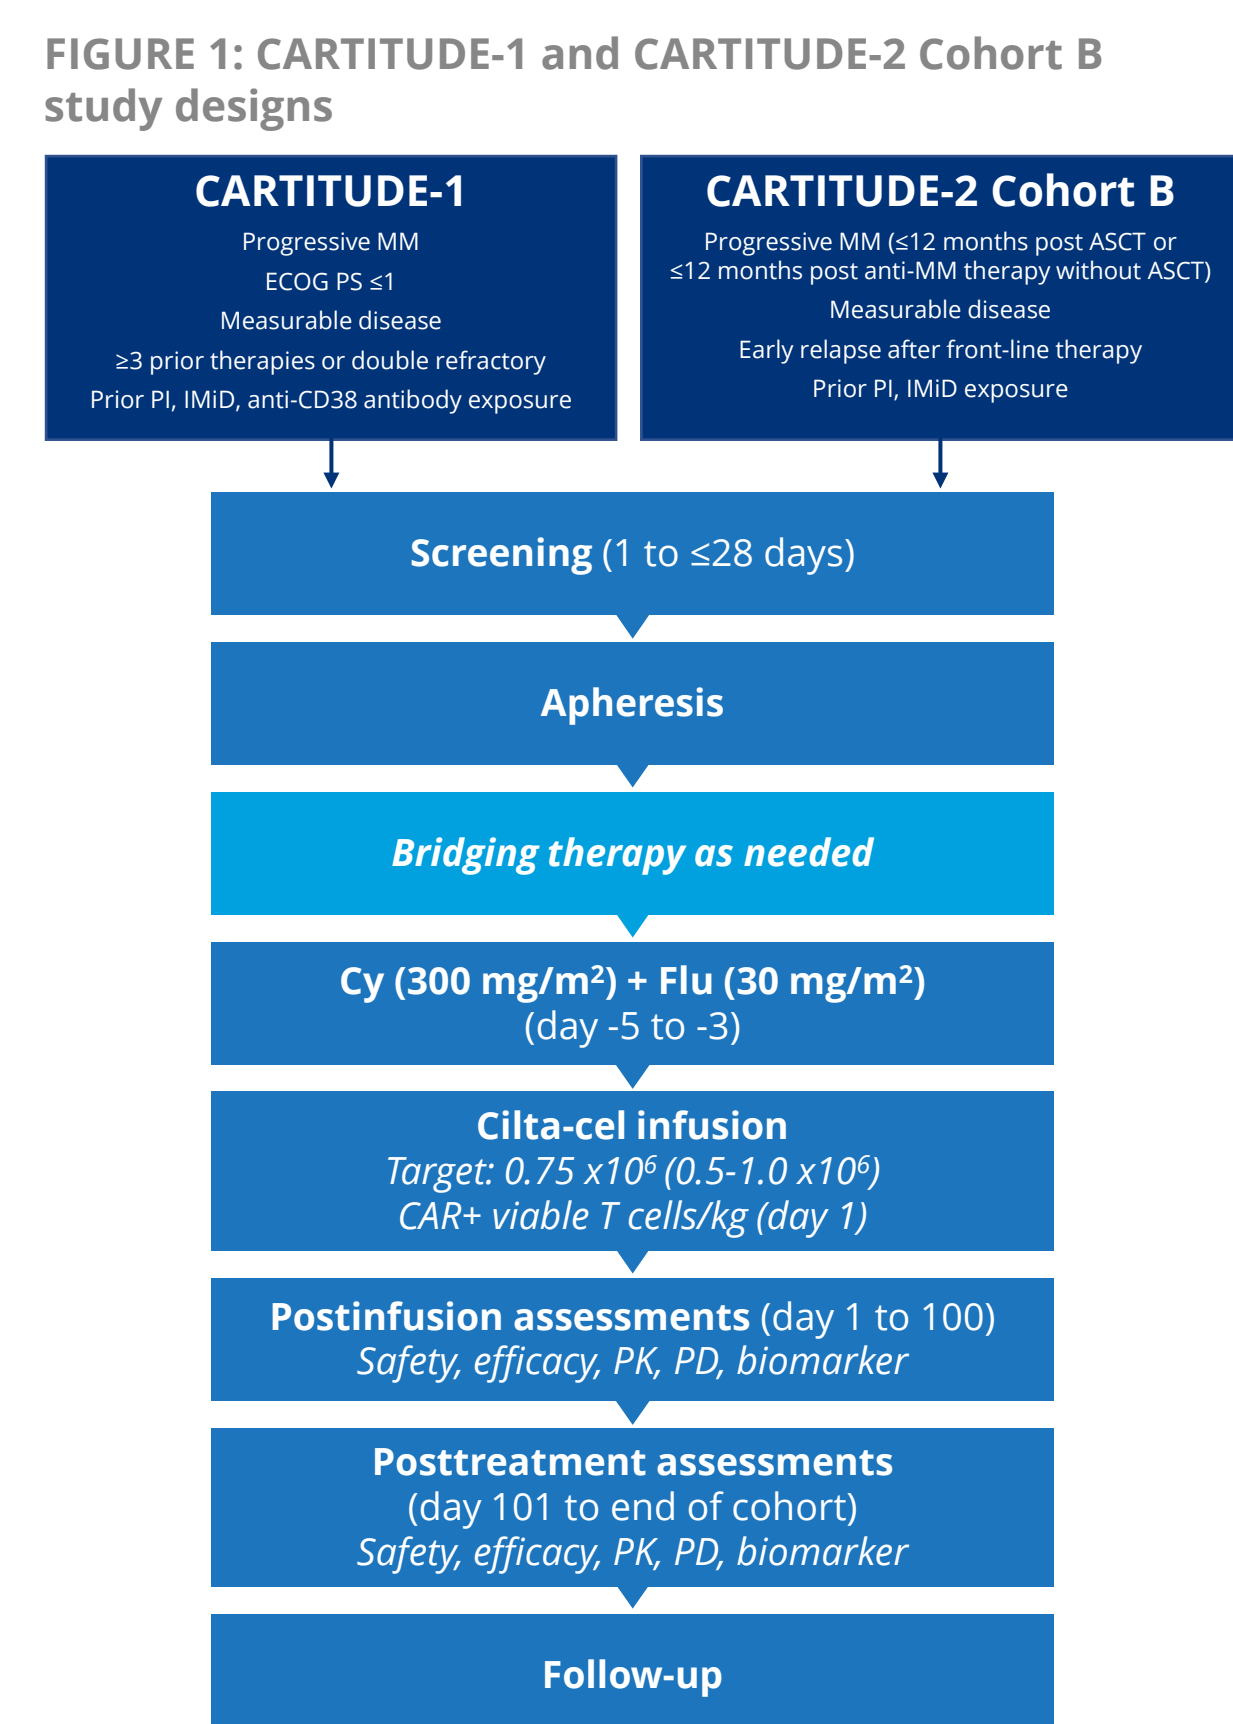 FIGURE 1: CARTITUDE-1 and CARTITUDE-2 Cohort B
study designs
CARTITUDE-1
Progressive MM
ECOG PS ≤1
Measurable disease
≥3 prior therapies or double refractory
Prior PI, IMiD, anti-CD38 antibody exposure
CARTITUDE-2 Cohort B
Progressive MM (≤12 months post ASCT or
≤12 months post anti-MM therapy without ASCT)
Measurable disease
Early relapse after front-line therapy
Prior PI, IMiD exposure
Screening (1 to ≤28 days)
Apheresis
Bridging therapy as needed
Cy (300 mg/m²) + Flu (30 mg/m²)
(day -5 to -3)
Cilta-cel infusion
Target: 0.75 x10⁶ (0.5-1.0 x10⁶)
CAR+ viable T cells/kg (day 1)
Postinfusion assessments (day 1 to 100)
Safety, efficacy, PK, PD, biomarker
Posttreatment assessments
(day 101 to end of cohort)
Safety, efficacy, PK, PD, biomarker
Follow-up